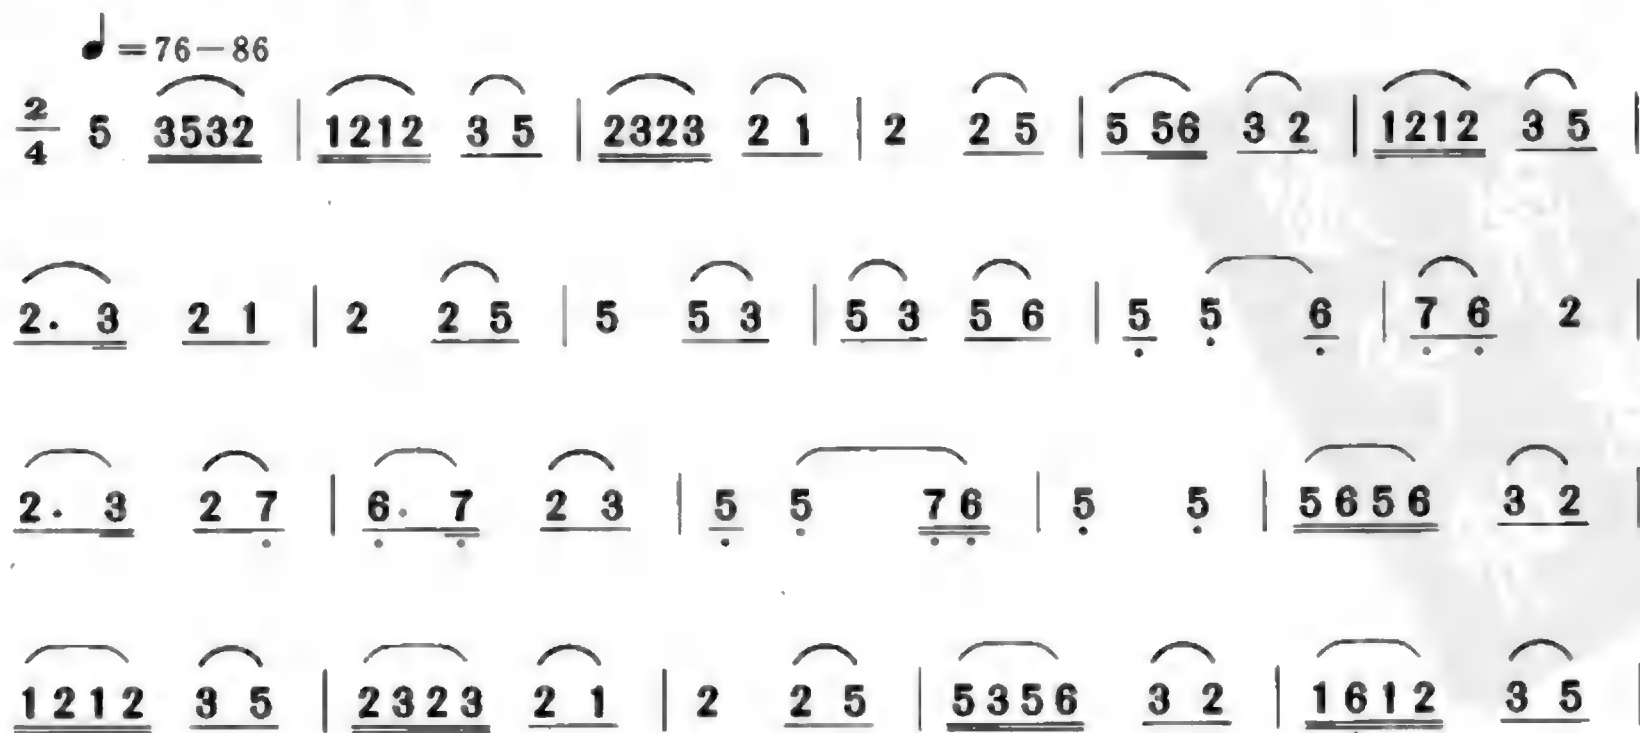 ♩=76—86
2/4 5 3532 | 1212 3 5 | 2323 2 1 | 2 2 5 | 5 56 3 2 | 1212 3 5 |
2. 3 2 1 | 2 2 5 | 5 5 3 | 5 3 5 6 | 5̣ 5̣ 6̣ | 7̣ 6̣ 2 |
2. 3 2 7̣ | 6̣. 7̣ 2 3 | 5̣ 5̣ 7̣6̣ | 5̣ 5̣ | 5656 3 2 |
1212 3 5 | 2323 2 1 | 2 2 5 | 5356 3 2 | 16̣12 3 5 |